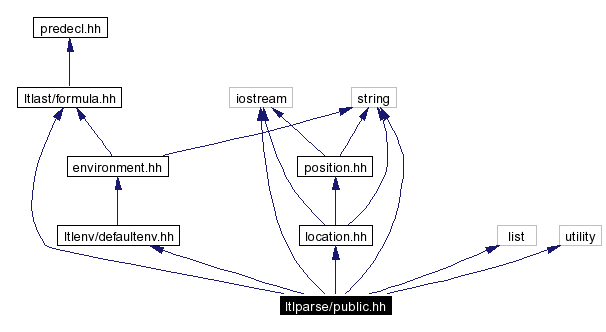 predecl.hh
ltlast/formula.hh
iostream
string
environment.hh
position.hh
ltlenv/defaultenv.hh
location.hh
list
utility
ltlparse/public.hh